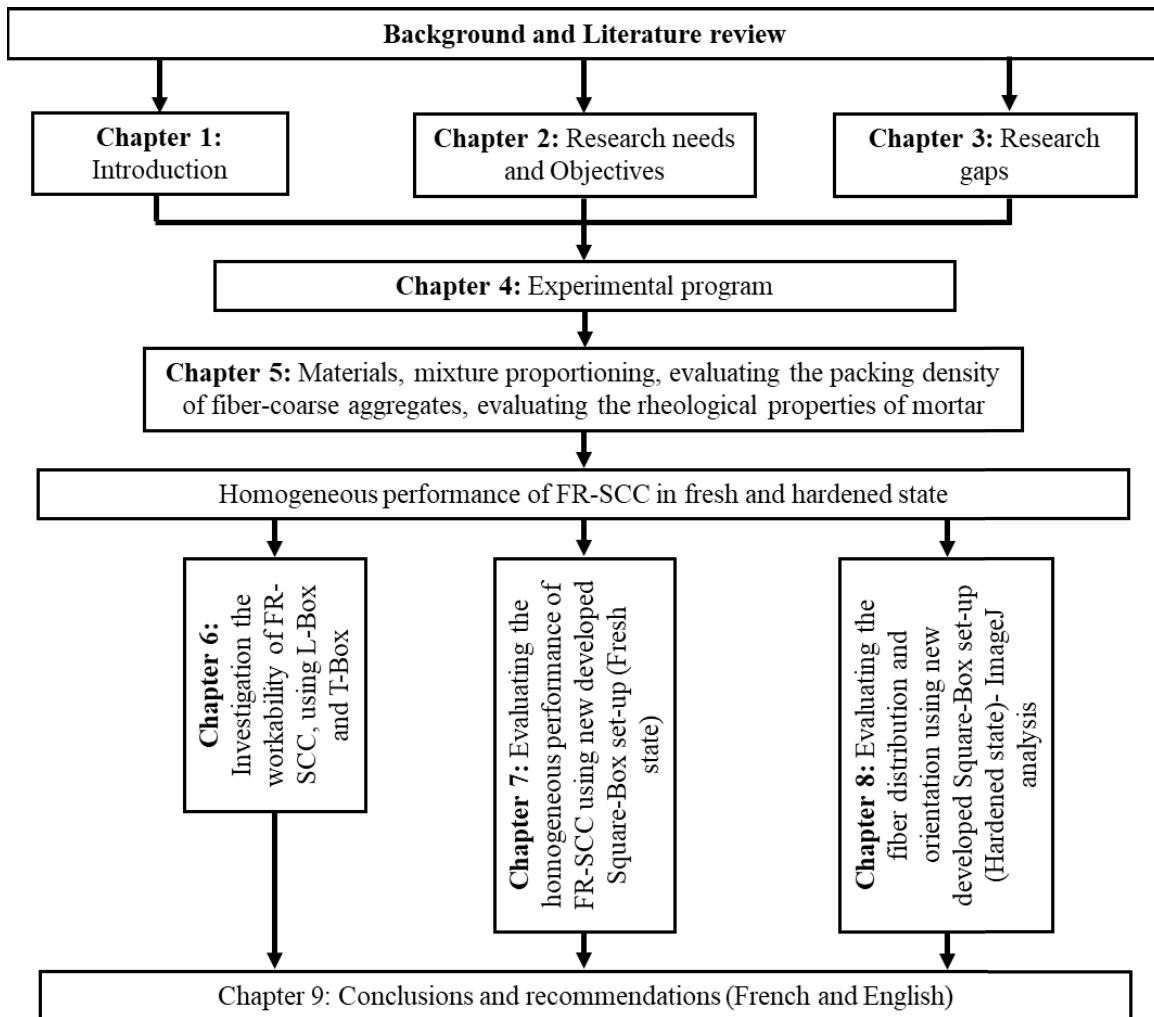 Background and Literature review
Chapter 1:
Introduction
Chapter 2: Research needs
and Objectives
Chapter 3: Research
gaps
Chapter 4: Experimental program
Chapter 5: Materials, mixture proportioning, evaluating the packing density
of fiber-coarse aggregates, evaluating the rheological properties of mortar
Homogeneous performance of FR-SCC in fresh and hardened state
Chapter 6:
Investigation the
workability of FR-
SCC, using L-Box
and T-Box
Chapter 7: Evaluating the
homogeneous performance of
FR-SCC using new developed
Square-Box set-up (Fresh
state)
Chapter 8: Evaluating the
fiber distribution and
orientation using new
developed Square-Box set-up
(Hardened state)- ImageJ
analysis
Chapter 9: Conclusions and recommendations (French and English)